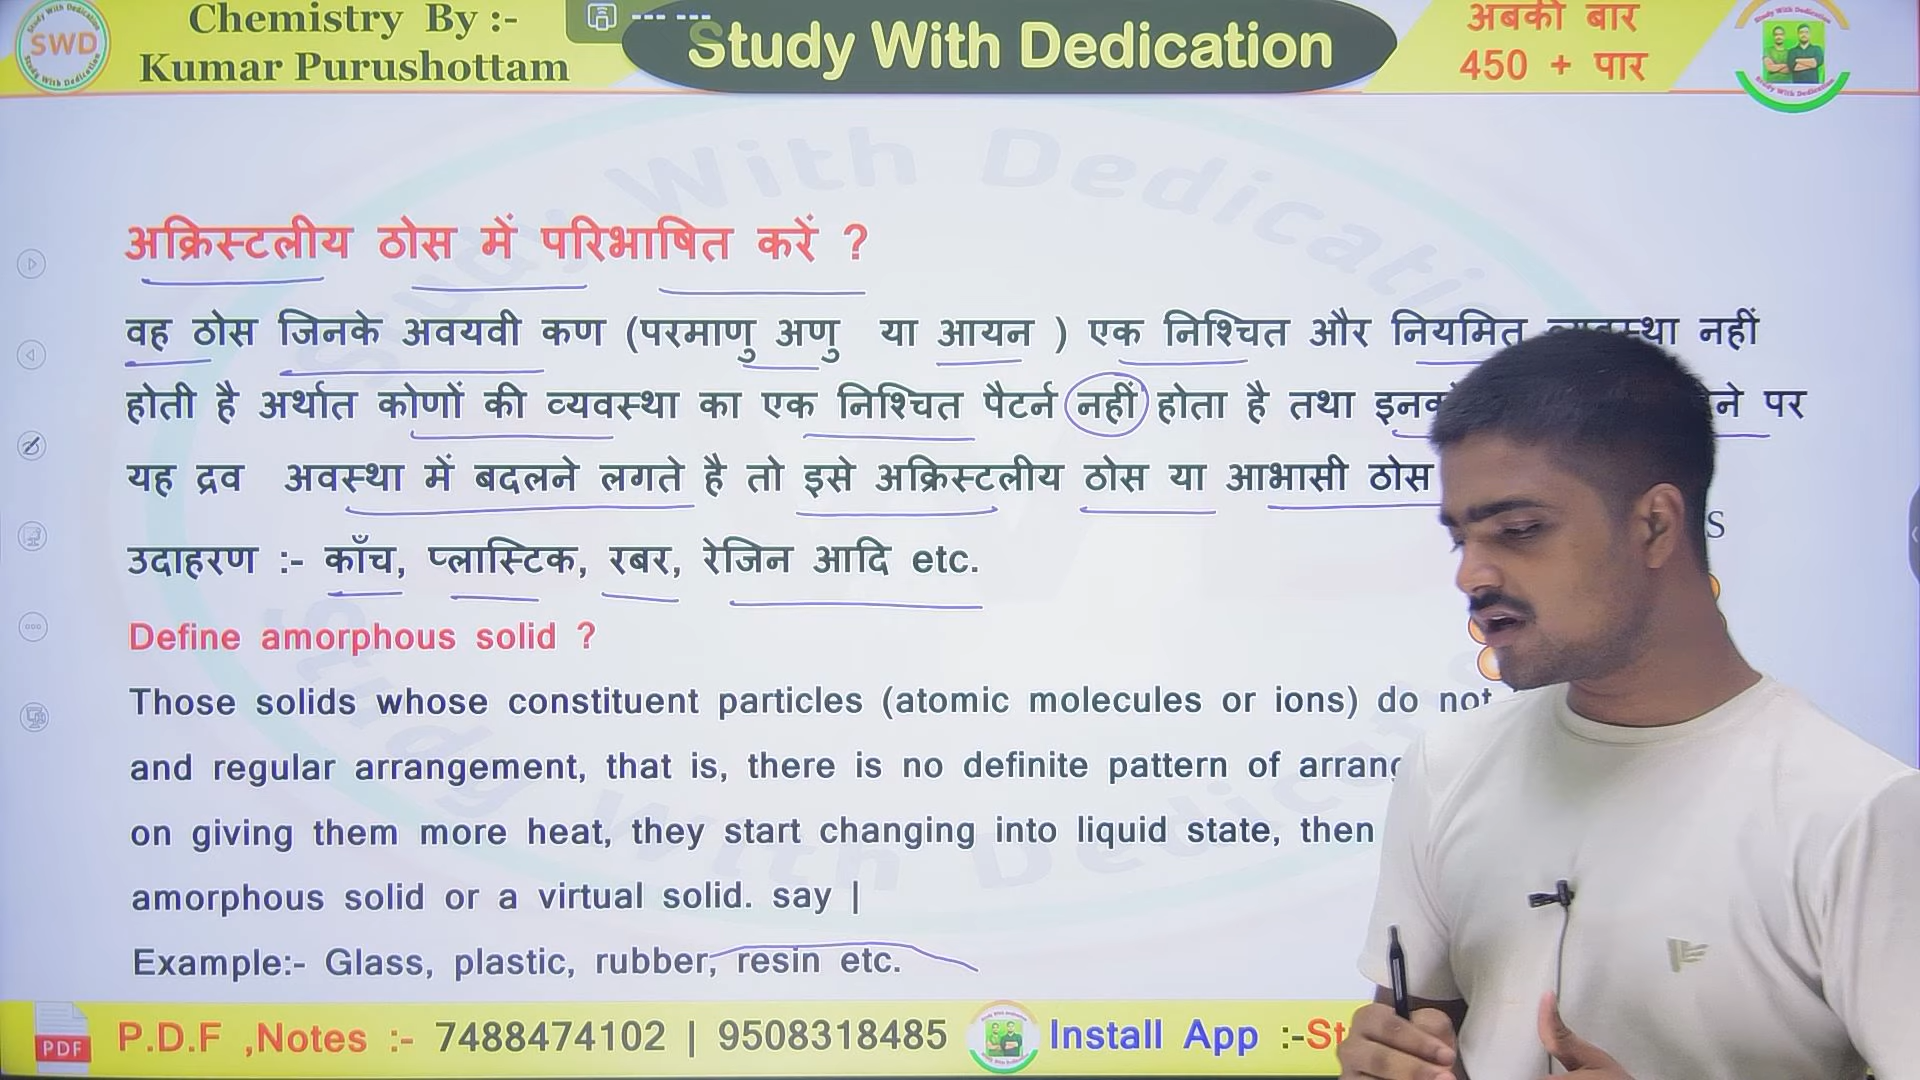 SWD
Chemistry By :-
Kumar Purushottam
Study With Dedication
अबकी बार
450 + पार
अक्रिस्टलीय ठोस में परिभाषित करें ?
वह ठोस जिनके अवयवी कण (परमाणु अणु या आयन ) एक निश्चित और नियमित नहीं
होती है अर्थात कोणों की व्यवस्था का एक निश्चित पैटर्न नहीं होता है तथा पर
यह द्रव अवस्था में बदलने लगते है तो इसे अक्रिस्टलीय ठोस या आभासी ठोस
उदाहरण :- काँच, प्लास्टिक, रबर, रेजिन आदि etc.
Define amorphous solid ?
Those solids whose constituent particles (atomic molecules or ions) do not
and regular arrangement, that is, there is no definite pattern of
on giving them more heat, they start changing into liquid state, then
amorphous solid or a virtual solid. say |
Example:- Glass, plastic, rubber, resin etc.
PDF
P.D.F ,Notes :- 7488474102 | 9508318485
Install App :-